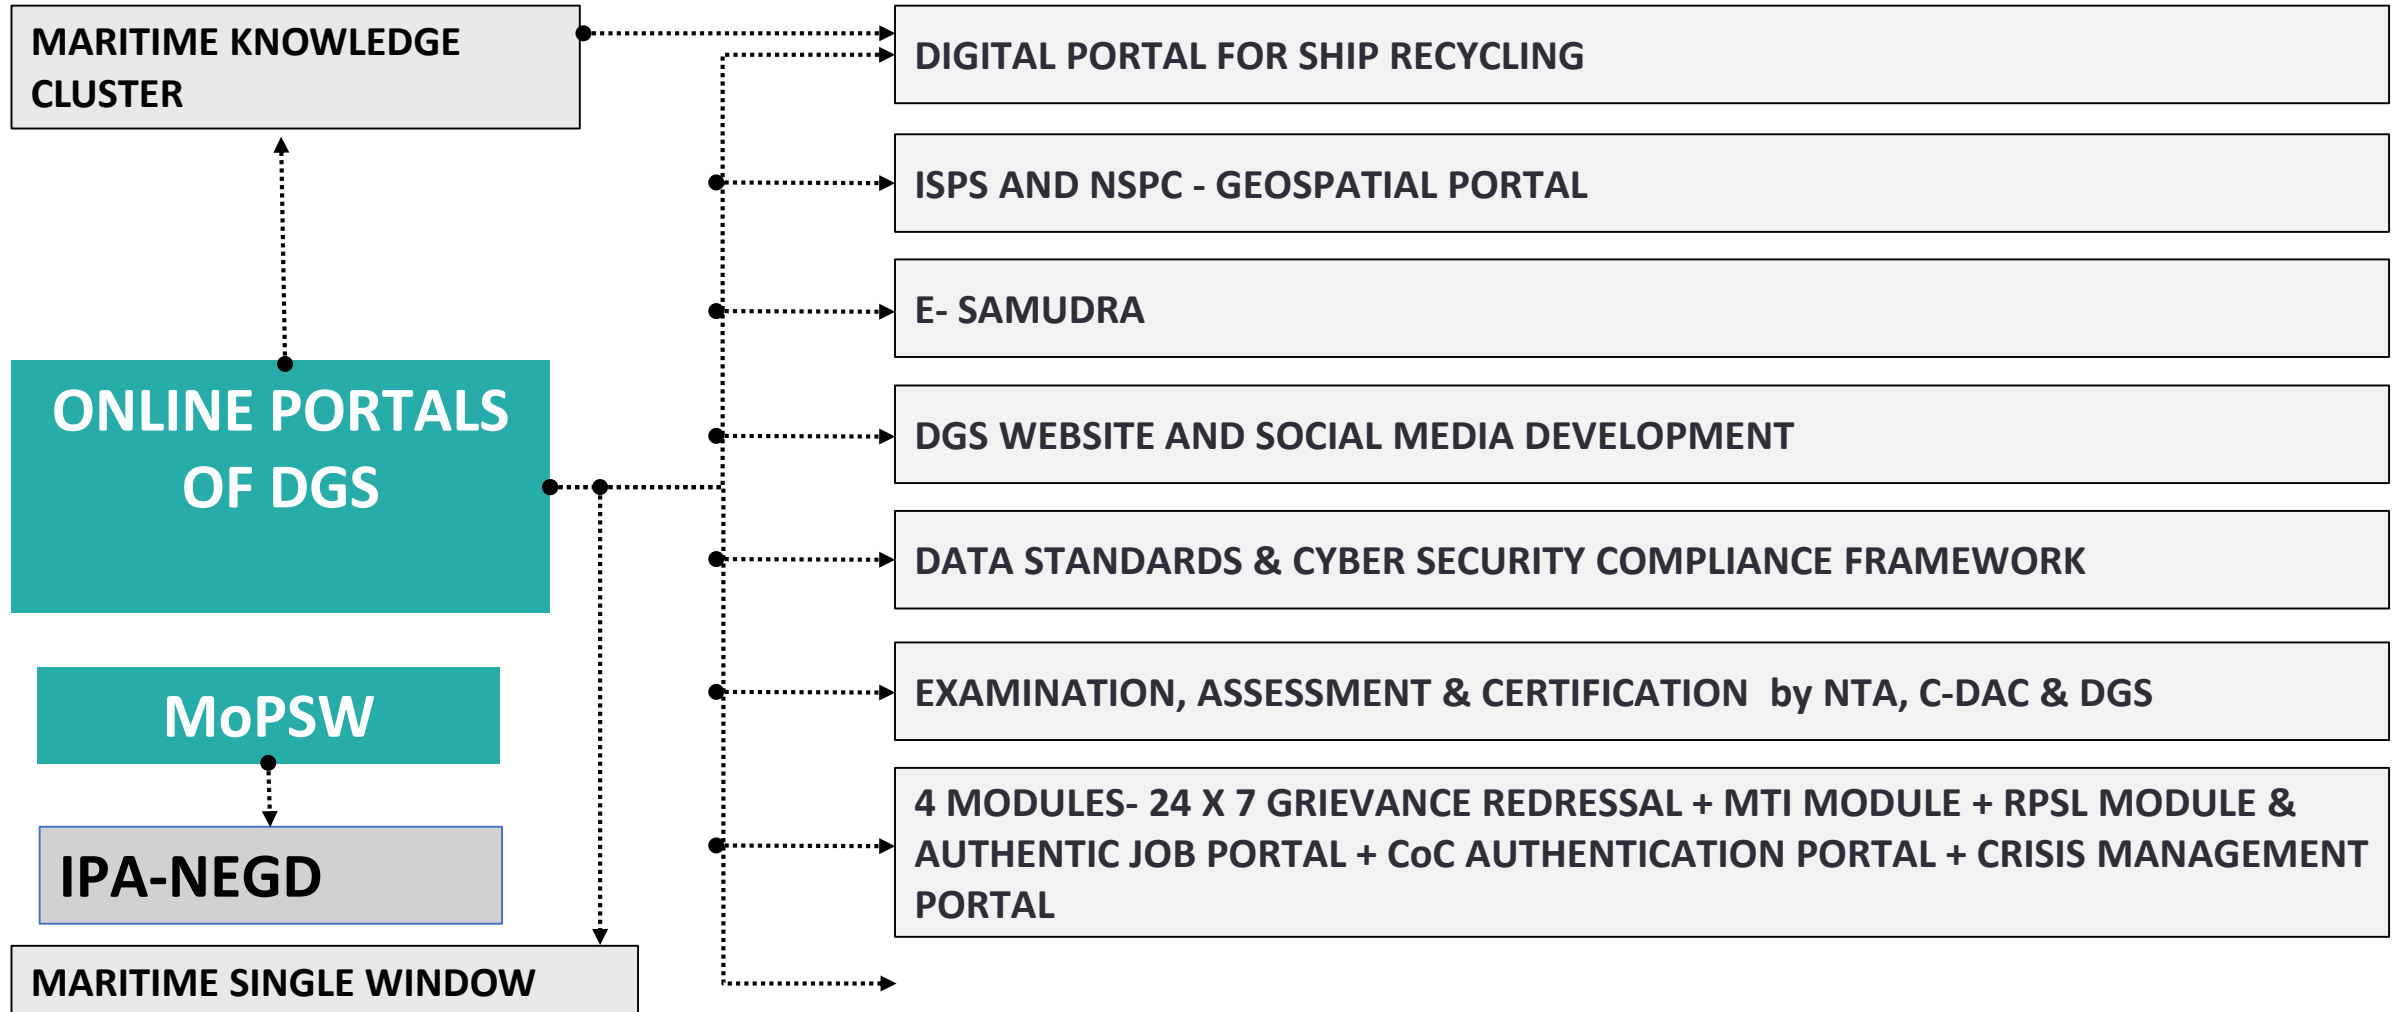 MARITIME KNOWLEDGE
CLUSTER
ONLINE PORTALS
OF DGS
MoPSW
IPA-NEGD
MARITIME SINGLE WINDOW
DIGITAL PORTAL FOR SHIP RECYCLING
ISPS AND NSPC - GEOSPATIAL PORTAL
E- SAMUDRA
DGS WEBSITE AND SOCIAL MEDIA DEVELOPMENT
DATA STANDARDS & CYBER SECURITY COMPLIANCE FRAMEWORK
EXAMINATION, ASSESSMENT & CERTIFICATION  by NTA, C-DAC & DGS
4 MODULES- 24 X 7 GRIEVANCE REDRESSAL + MTI MODULE + RPSL MODULE &
AUTHENTIC JOB PORTAL + CoC AUTHENTICATION PORTAL + CRISIS MANAGEMENT
PORTAL